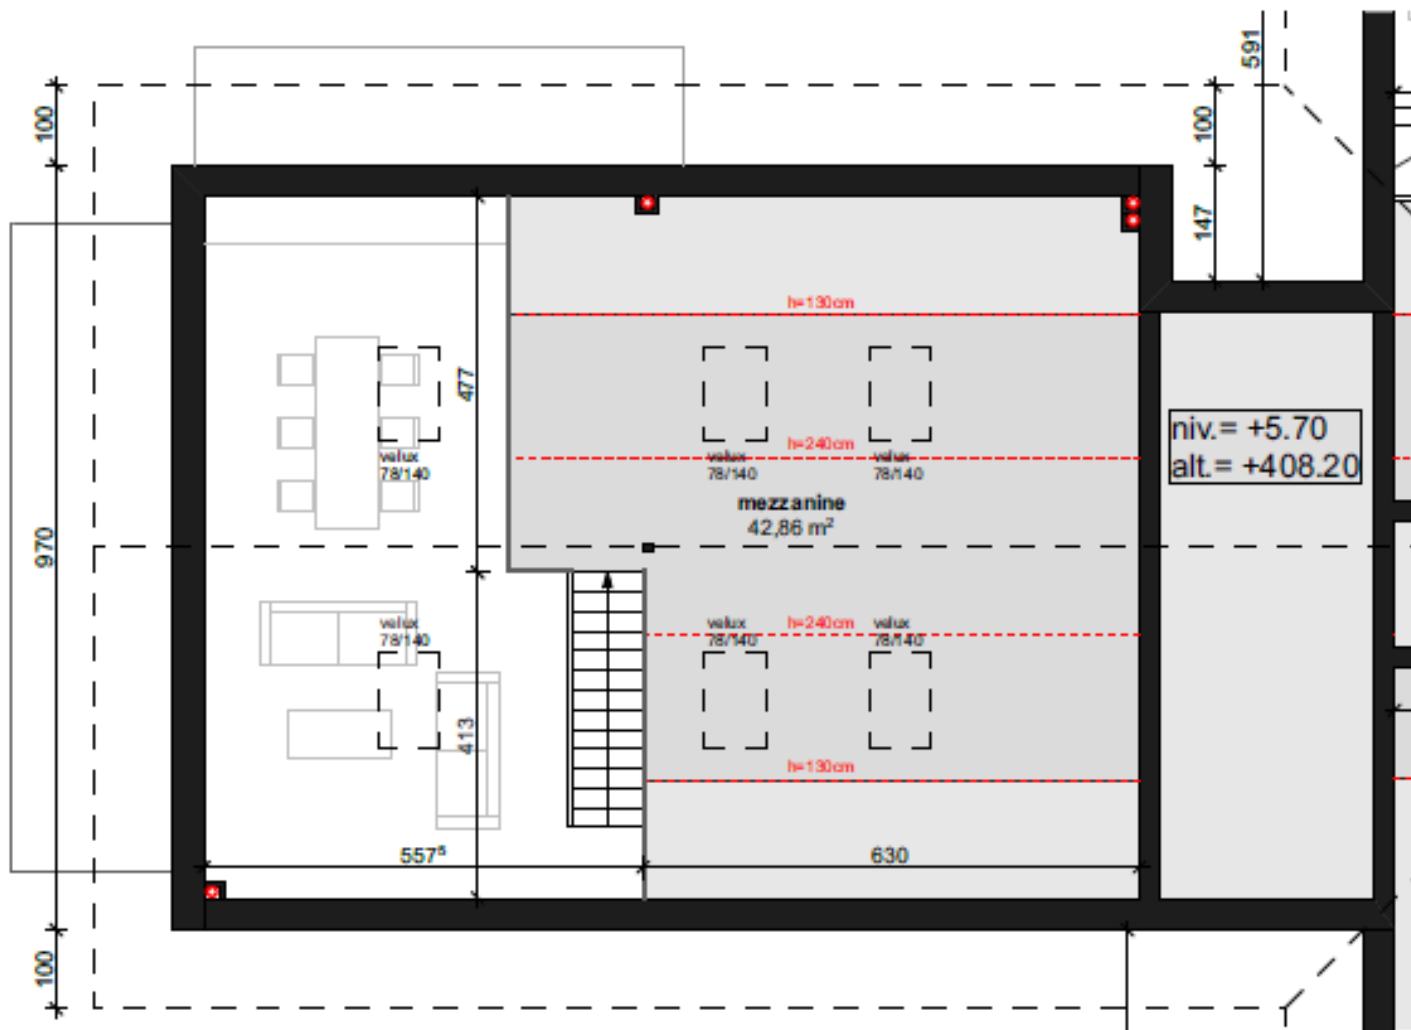 591
100
100
147
h=130cm
477
niv.= +5.70
alt.= +408.20
h=240cm
velux
78/140
velux
78/140
velux
78/140
mezzanine
42,86 m²
970
velux
78/140
velux
78/140
h=240cm
velux
78/140
413
h=130cm
557⁵
630
100